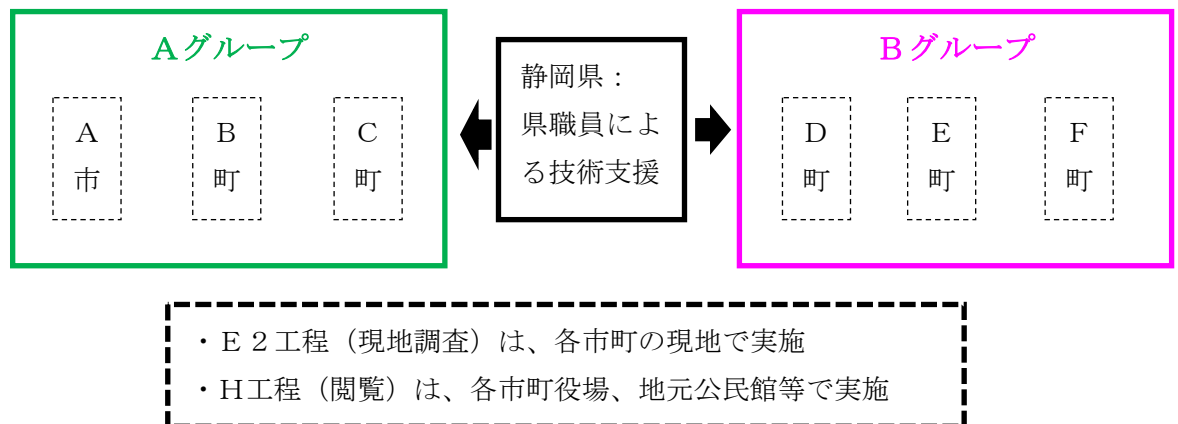 Aグループ
A
市
B
町
C
町
静岡県：
県職員によ
る技術支援
Bグループ
D
町
E
町
F
町
・E２工程（現地調査）は、各市町の現地で実施
・H工程（閲覧）は、各市町役場、地元公民館等で実施